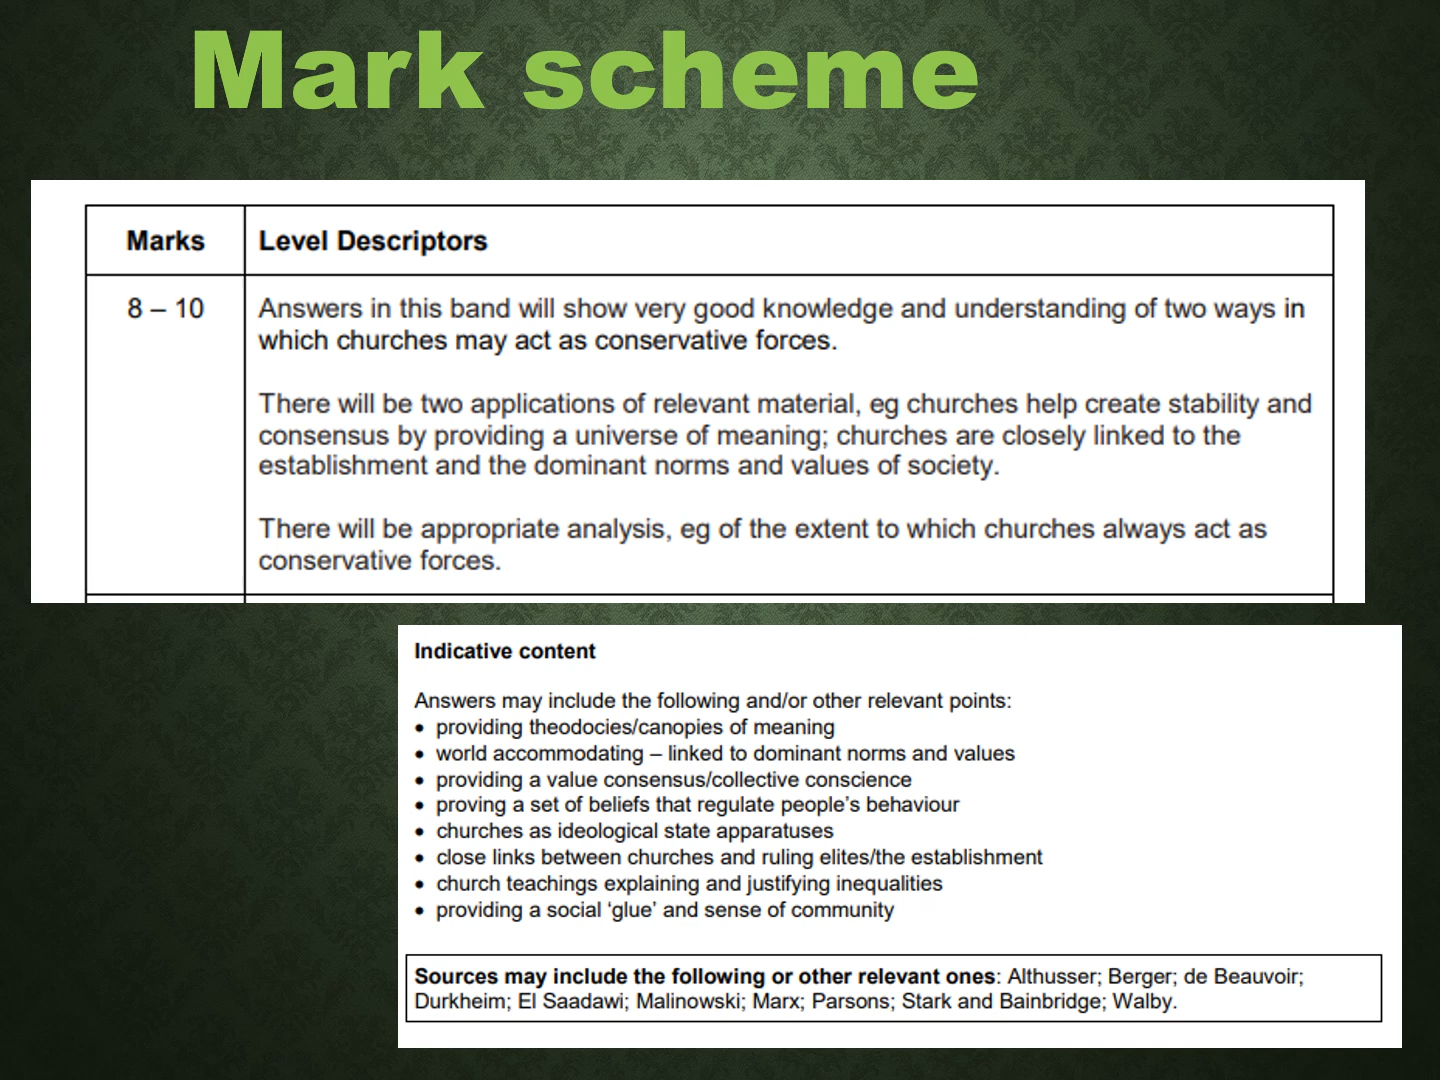 Mark scheme
Marks
Level Descriptors
8 – 10
Answers in this band will show very good knowledge and understanding of two ways in
which churches may act as conservative forces.
There will be two applications of relevant material, eg churches help create stability and
consensus by providing a universe of meaning; churches are closely linked to the
establishment and the dominant norms and values of society.
There will be appropriate analysis, eg of the extent to which churches always act as
conservative forces.
Indicative content
Answers may include the following and/or other relevant points:
• providing theodocies/canopies of meaning
• world accommodating – linked to dominant norms and values
• providing a value consensus/collective conscience
• proving a set of beliefs that regulate people’s behaviour
• churches as ideological state apparatuses
• close links between churches and ruling elites/the establishment
• church teachings explaining and justifying inequalities
• providing a social ‘glue’ and sense of community
Sources may include the following or other relevant ones: Althusser; Berger; de Beauvoir;
Durkheim; El Saadawi; Malinowski; Marx; Parsons; Stark and Bainbridge; Walby.